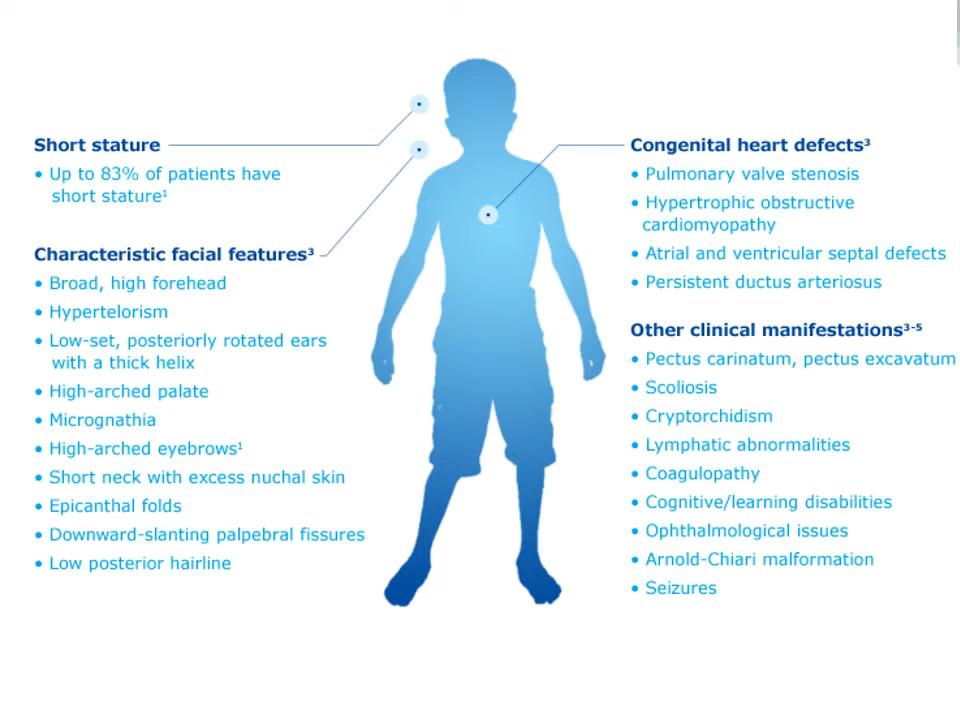 Short stature
• Up to 83% of patients have
short stature¹
Characteristic facial features³
• Broad, high forehead
• Hypertelorism
• Low-set, posteriorly rotated ears
with a thick helix
• High-arched palate
• Micrognathia
• High-arched eyebrows¹
• Short neck with excess nuchal skin
• Epicanthal folds
• Downward-slanting palpebral fissures
• Low posterior hairline
Congenital heart defects³
• Pulmonary valve stenosis
• Hypertrophic obstructive
cardiomyopathy
• Atrial and ventricular septal defects
• Persistent ductus arteriosus
Other clinical manifestations³⁻⁵
• Pectus carinatum, pectus excavatum
• Scoliosis
• Cryptorchidism
• Lymphatic abnormalities
• Coagulopathy
• Cognitive/learning disabilities
• Ophthalmological issues
• Arnold-Chiari malformation
• Seizures